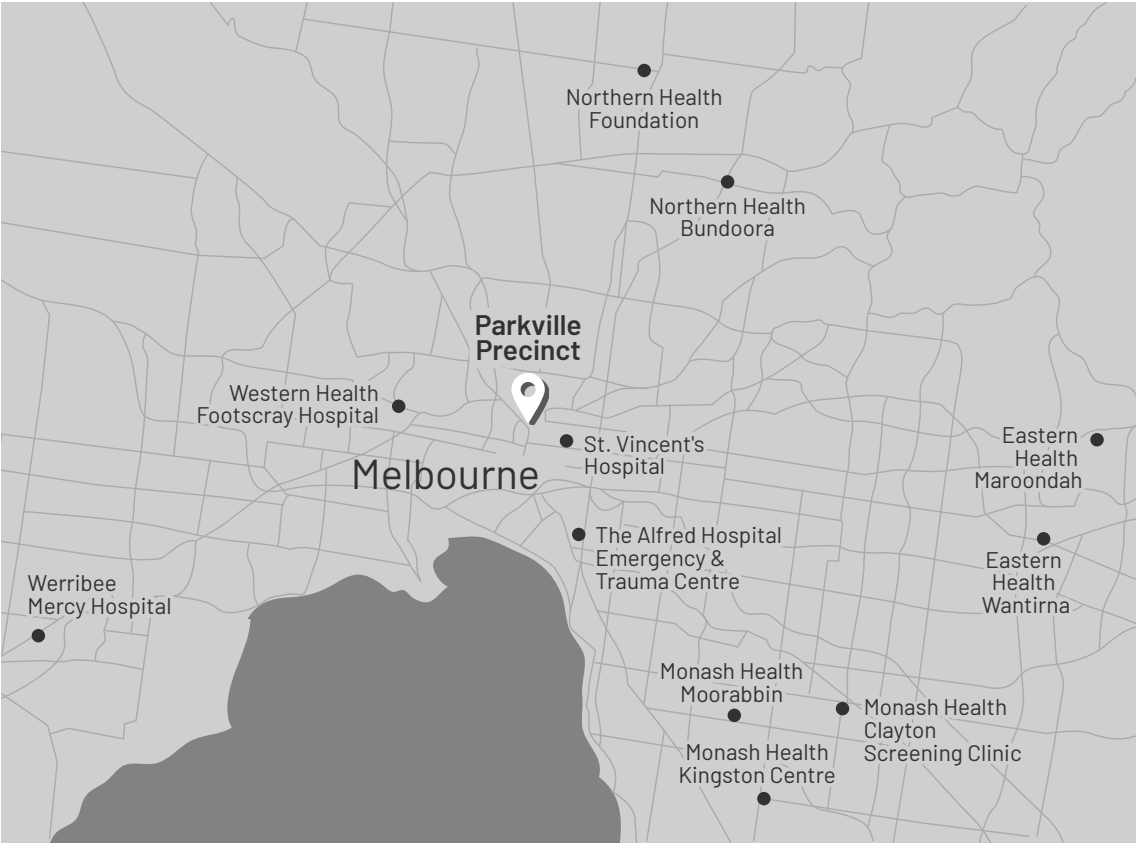 Northern Health
Foundation
Northern Health
Bundoora
Parkville
Precinct
Western Health
Footscray Hospital
St. Vincent's
Hospital
Melbourne
Eastern
Health
Maroondah
The Alfred Hospital
Emergency &
Trauma Centre
Eastern
Health
Wantirna
Werribee
Mercy Hospital
Monash Health
Moorabbin
Monash Health
Clayton
Screening Clinic
Monash Health
Kingston Centre